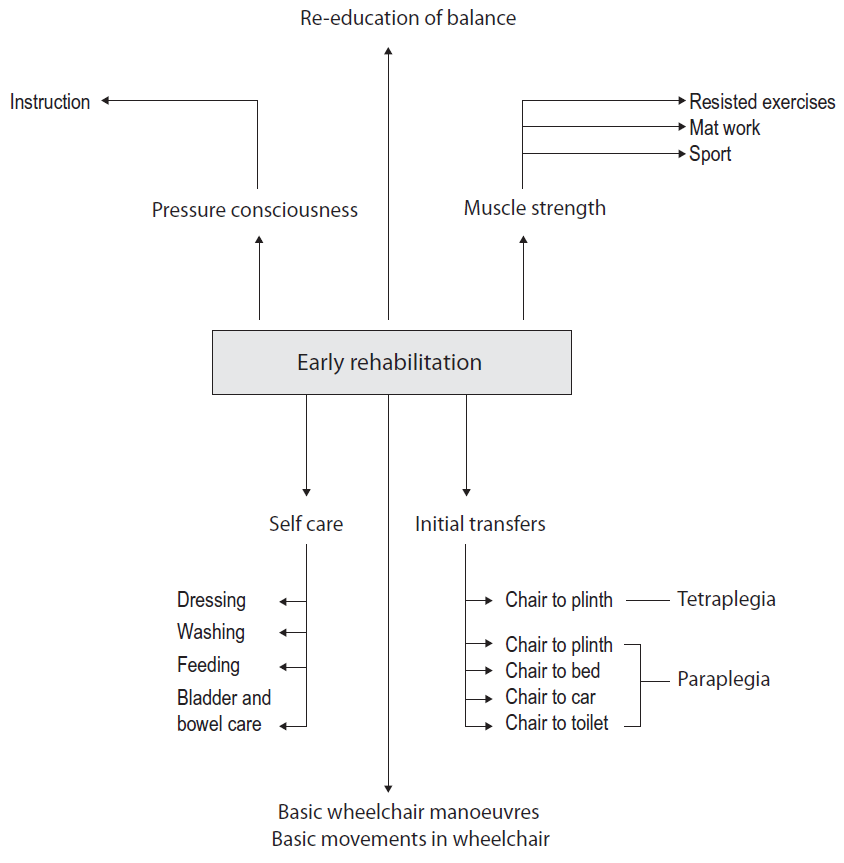 Re-education of balance
Instruction
Resisted exercises
Mat work
Sport
Pressure consciousness
Muscle strength
Early rehabilitation
Self care
Initial transfers
Dressing
Washing
Feeding
Bladder and
bowel care
Chair to plinth
Tetraplegia
Chair to plinth
Chair to bed
Chair to car
Chair to toilet
Paraplegia
Basic wheelchair manoeuvres
Basic movements in wheelchair